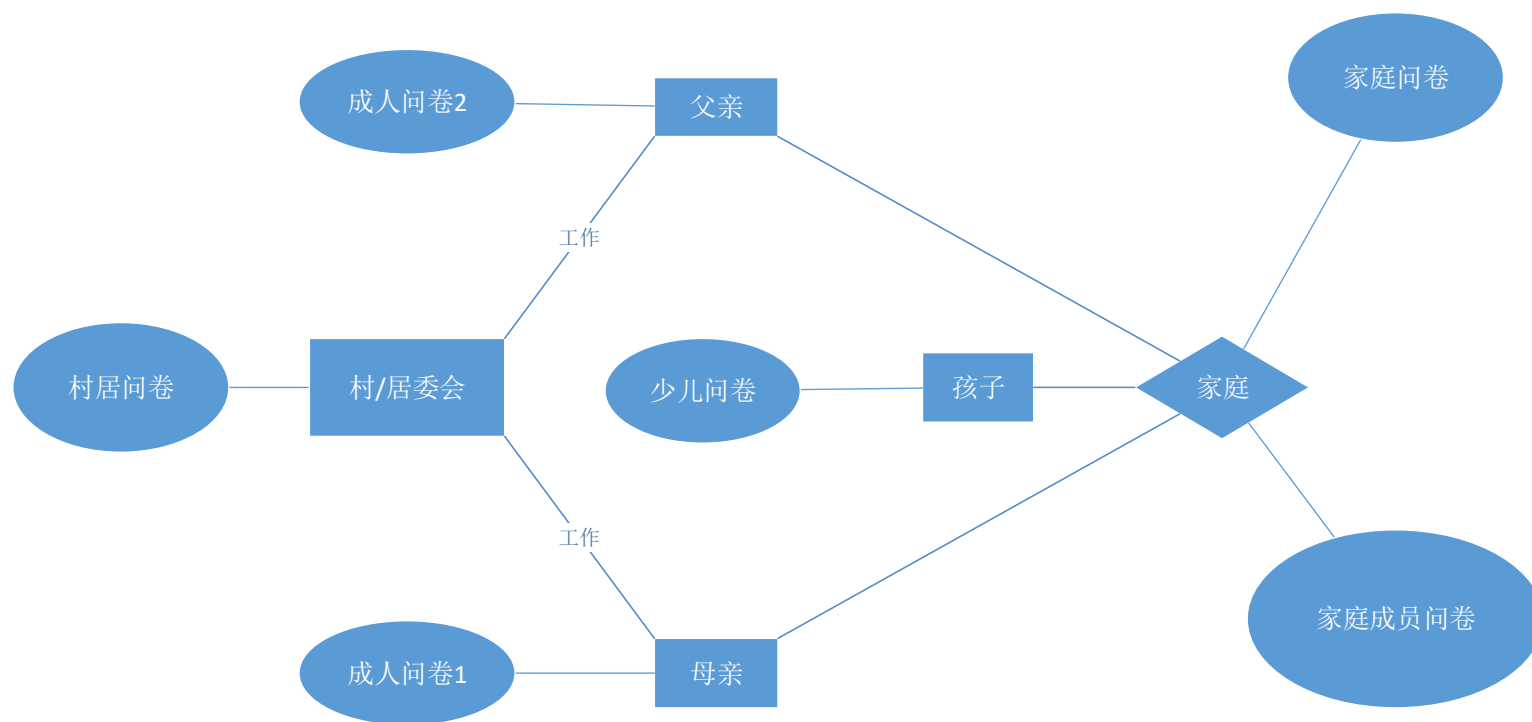 家庭问卷
成人问卷2
父亲
工作
村居问卷
村/居委会
少儿问卷
孩子
家庭
工作
家庭成员问卷
成人问卷1
母亲